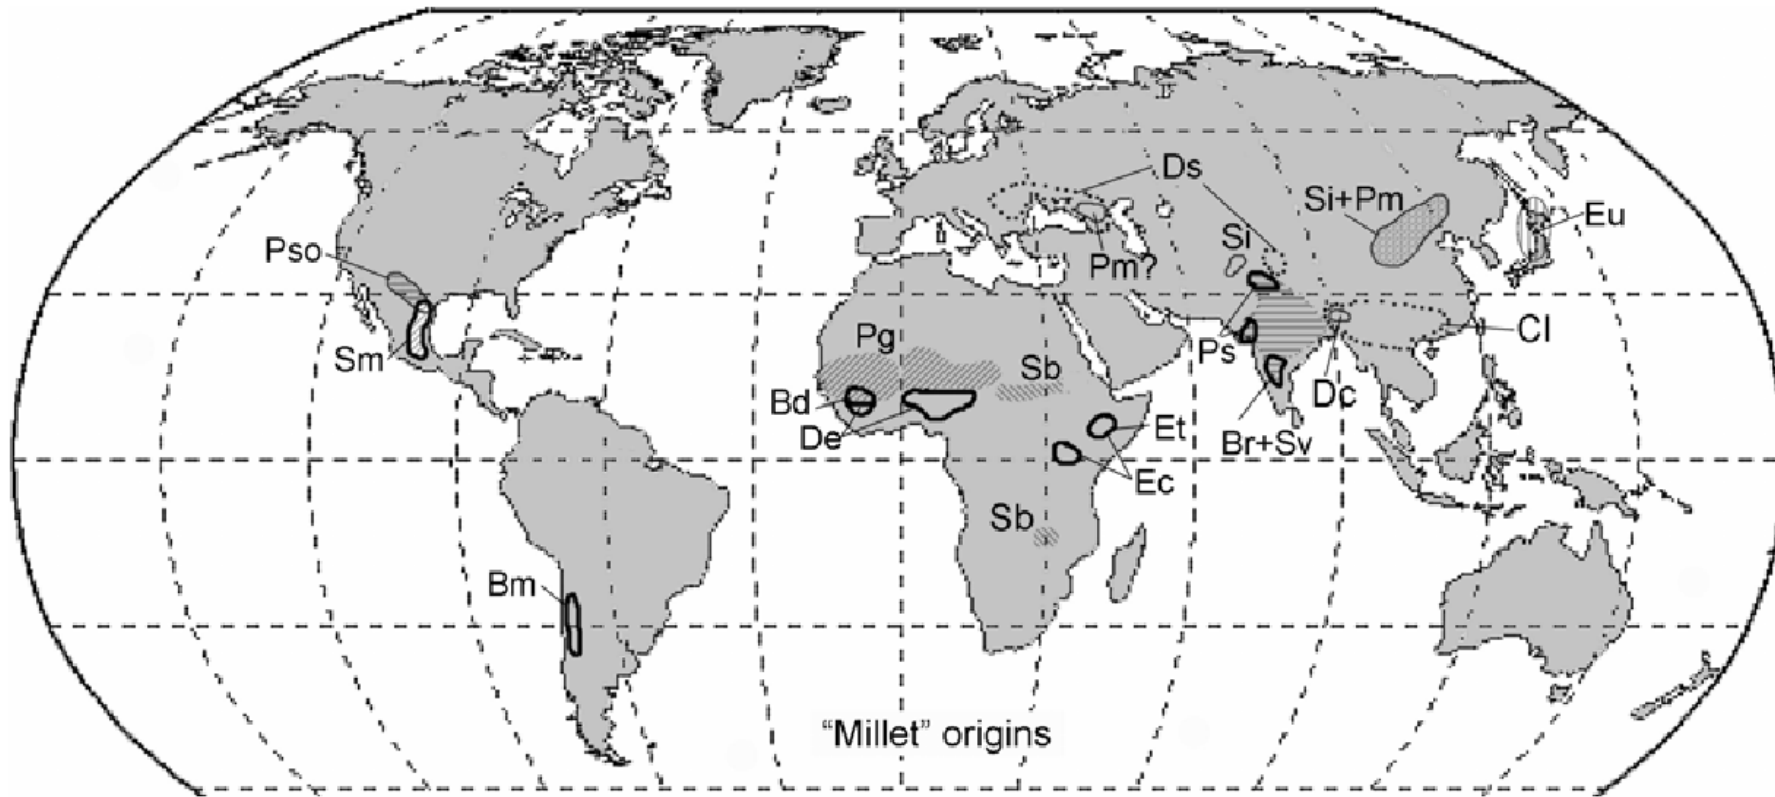 Ds
Si+Pm
Eu
Pso
Si
Pm?
Sm
Pg
Sb
Ps
Cl
Bd
De
Et
Dc
Br+Sv
Ec
Sb
Bm
“Millet” origins